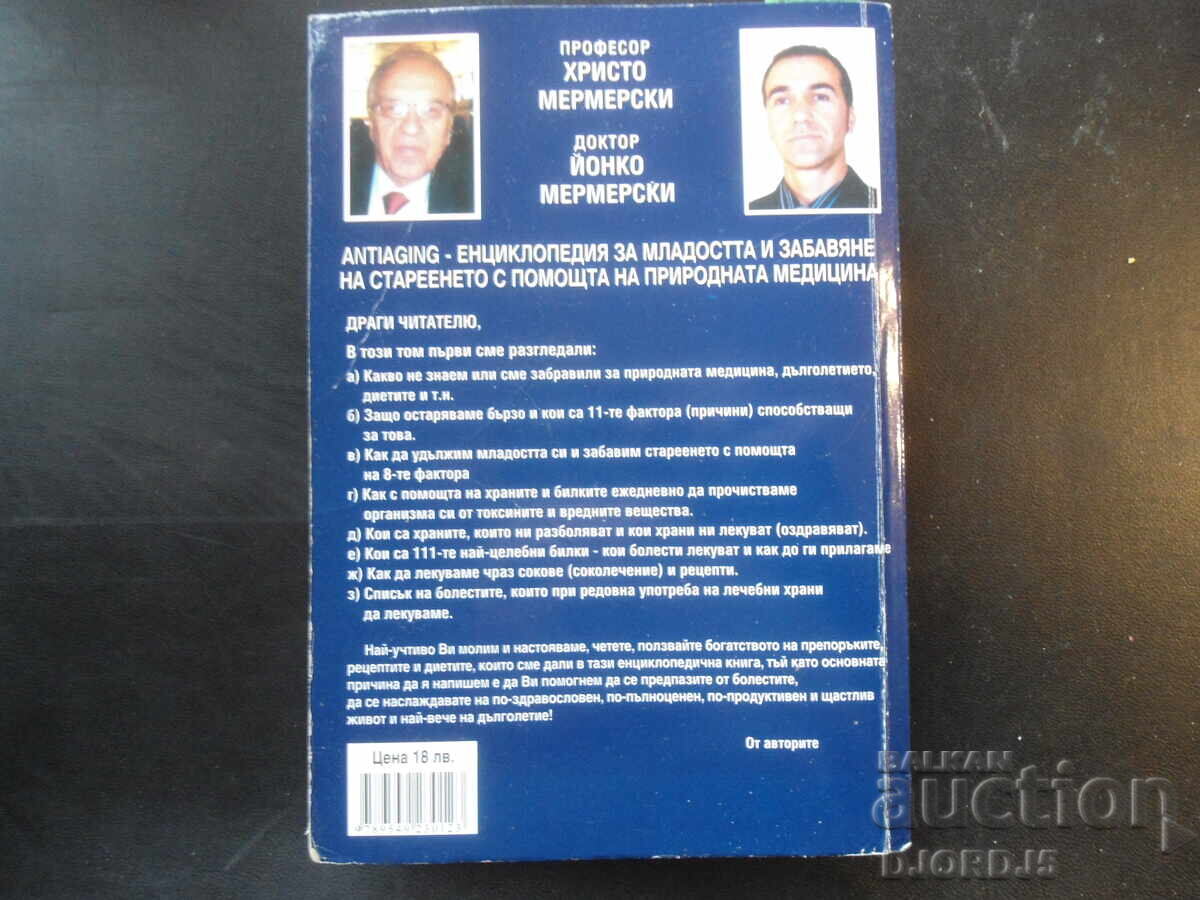 ПРОФЕСОР
ХРИСТО
МЕРМЕРСКИ
ДОКТОР
ЙОНКО
МЕРМЕРСКИ
ANTIAGING - ЕНЦИКЛОПЕДИЯ ЗА МЛАДОСТТА И ЗАБАВЯНЕ
НА СТАРЕЕНЕТО С ПОМОЩТА НА ПРИРОДНАТА МЕДИЦИНА
ДРАГИ ЧИТАТЕЛЮ,
В този том първи сме разгледали:
а) Какво не знаем или сме забравили за природната медицина, дълголетието,
диетите и т.н.
б) Защо остаряваме бързо и кои са 11-те фактора (причини) способстващи
за това.
в) Как да удължим младостта си и забавим стареенето с помощта
на 8-те фактора
г) Как с помощта на храните и билките ежедневно да прочистваме
организма си от токсините и вредните вещества.
д) Кои са храните, които ни разболяват и кои храни ни лекуват (оздравяват).
е) Кои са 111-те най-целебни билки - кои болести лекуват и как до ги прилагаме
ж) Как да лекуваме чраз сокове (соколечение) и рецепти.
з) Списък на болестите, които при редовна употреба на лечебни храни
да лекуваме.
Най-учтиво Ви молим и настояваме, четете, ползвайте богатството на препоръките,
рецептите и диетите, които сме дали в тази енциклопедична книга, тъй като основната
причина да я напишем е да Ви помогнем да се предпазите от болестите,
да се наслаждавате на по-здравословен, по-пълноценен, по-продуктивен и щастлив
живот и най-вече на дълголетие!
От авторите
Цена 18 лв.
BALKAN
auction
DJORDJ5